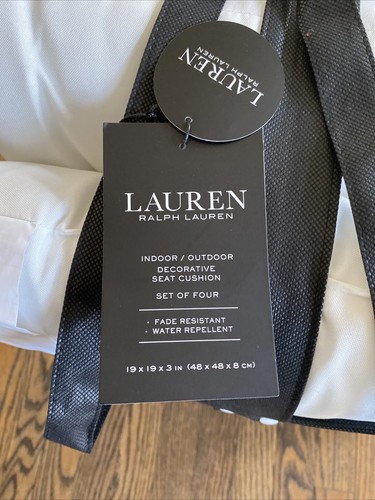 LAUREN
RALPH LAUREN
LAUREN
RALPH LAUREN
INDOOR / OUTDOOR
DECORATIVE
SEAT CUSHION
SET OF FOUR
• FADE RESISTANT
• WATER REPELLENT
19 x 19 x 3 IN (48 x 48 x 8 CM)